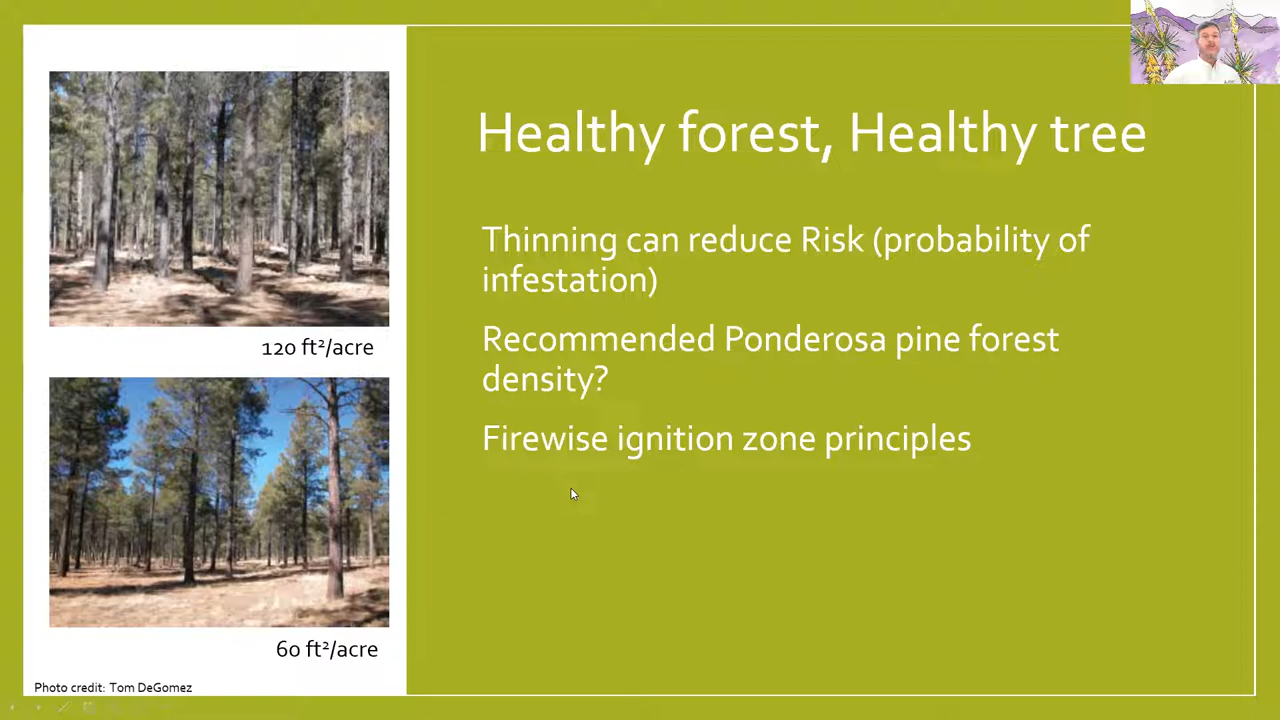 Healthy forest, Healthy tree
Thinning can reduce Risk (probability of
infestation)
Recommended Ponderosa pine forest
density?
Firewise ignition zone principles
120 ft²/acre
60 ft²/acre
Photo credit: Tom DeGomez